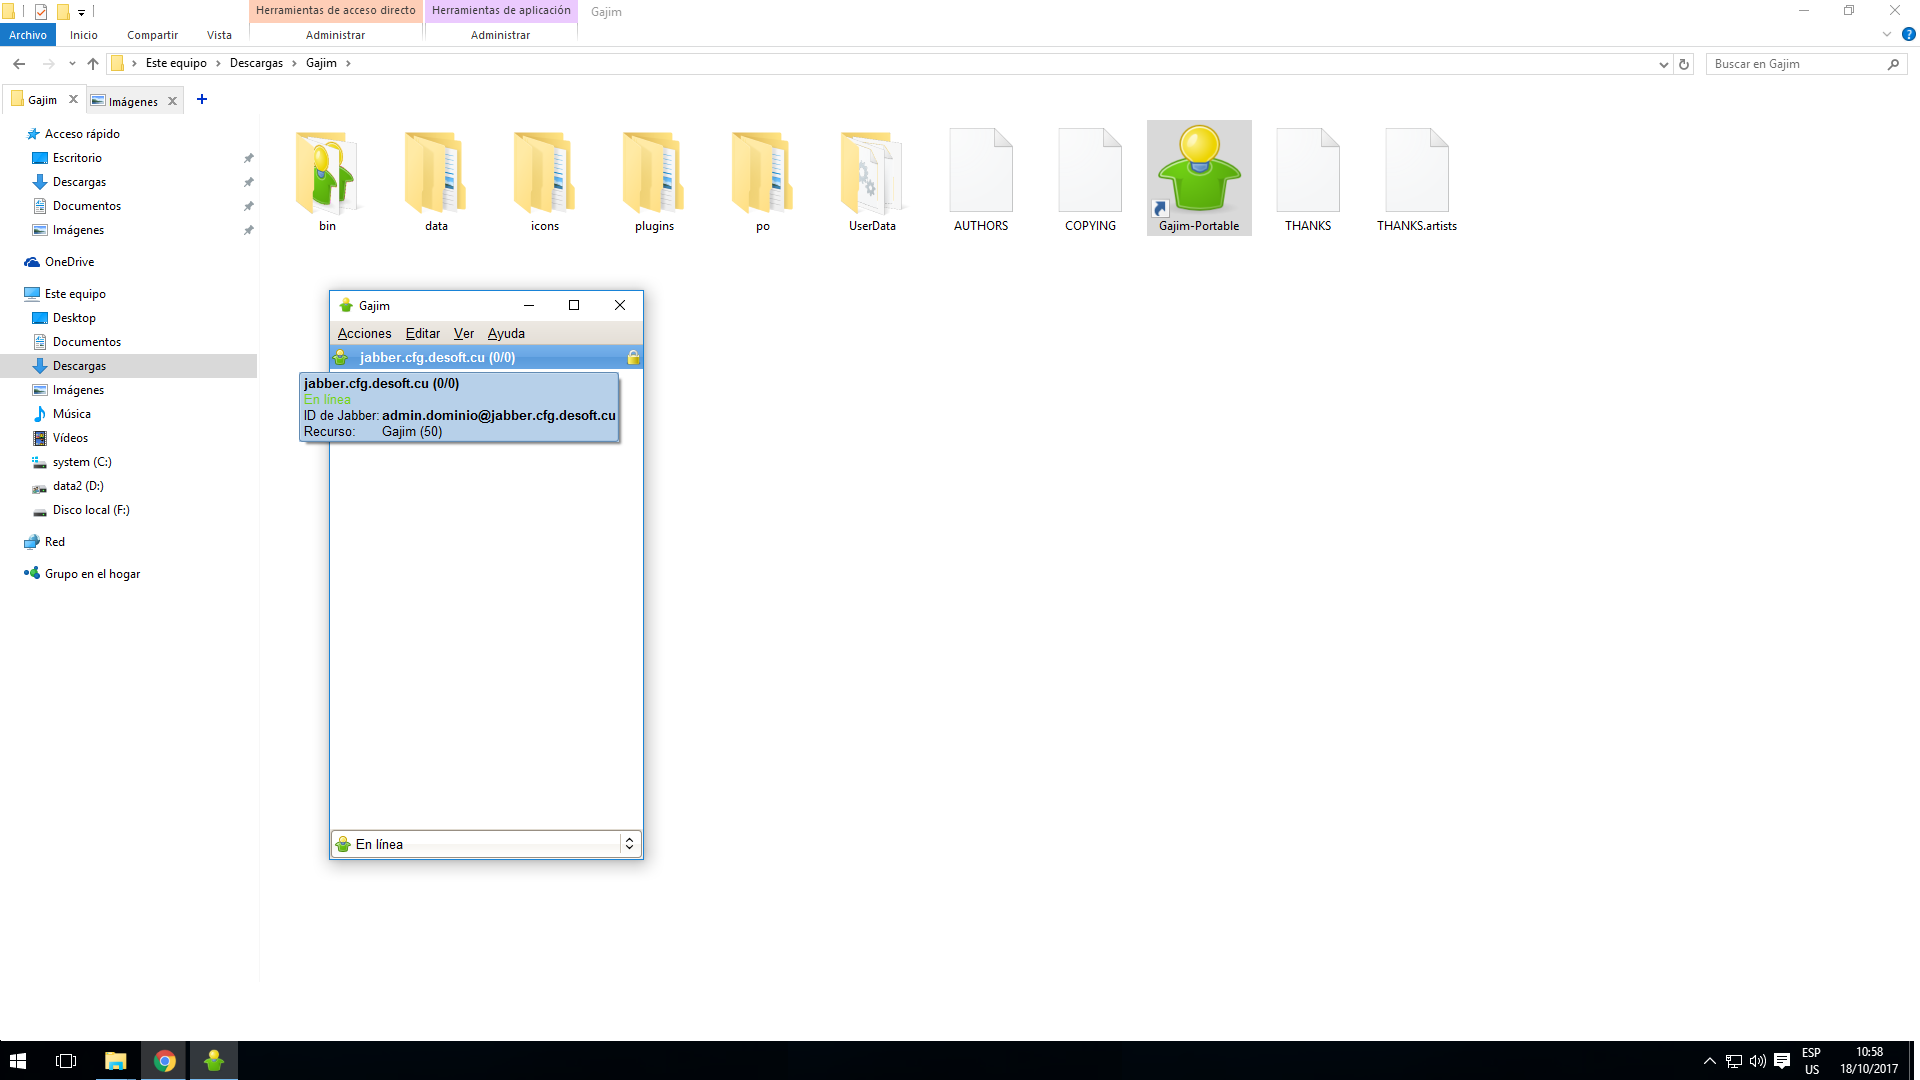 Herramientas de acceso directo
Herramientas de aplicación
Gajim
Archivo
Inicio
Compartir
Vista
Administrar
Administrar
Este equipo
Descargas
Gajim
Buscar en Gajim
Gajim
Imágenes
Acceso rápido
Escritorio
Descargas
Documentos
Imágenes
OneDrive
Este equipo
Desktop
Documentos
Descargas
Imágenes
Música
Vídeos
system (C:)
data2 (D:)
Disco local (F:)
Red
Grupo en el hogar
bin
data
icons
plugins
po
UserData
AUTHORS
COPYING
Gajim-Portable
THANKS
THANKS.artists
Gajim
Acciones
Editar
Ver
Ayuda
jabber.cfg.desoft.cu (0/0)
jabber.cfg.desoft.cu (0/0)
En línea
ID de Jabber: admin.dominio@jabber.cfg.desoft.cu
Recurso: Gajim (50)
En línea
ESP
US
10:58
18/10/2017